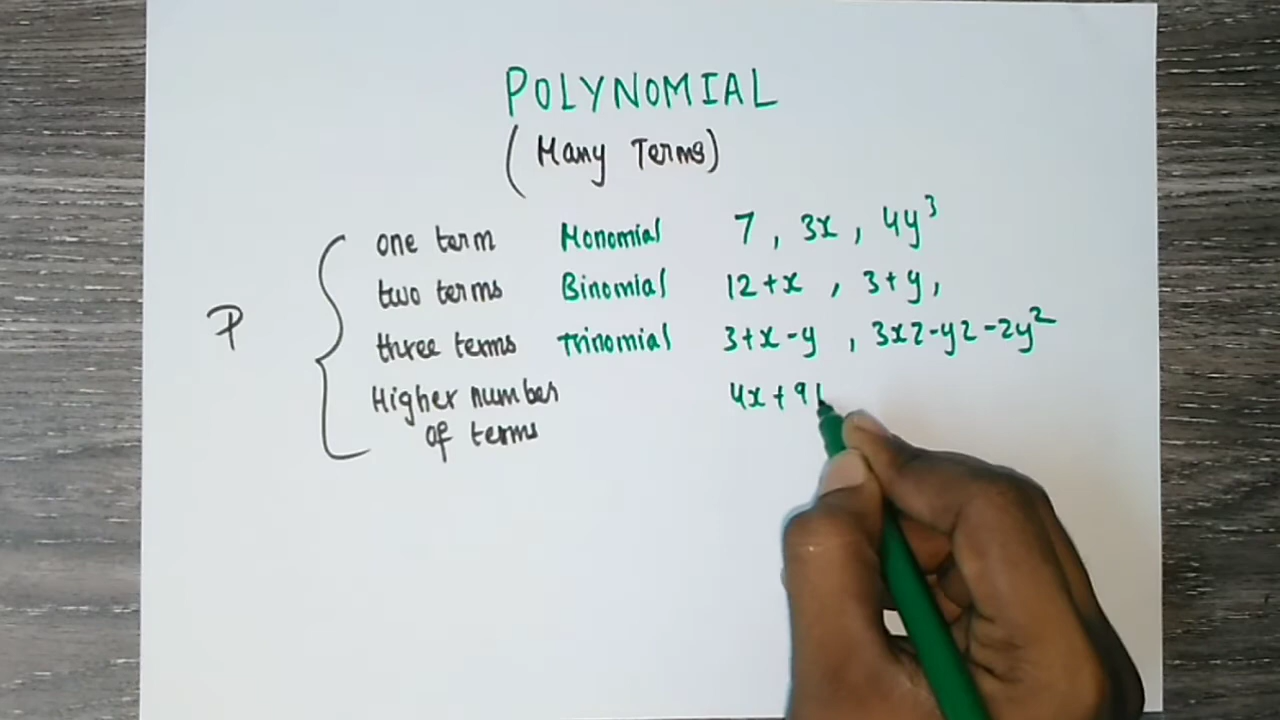 POLYNOMIAL
(Many Terms)
one term Monomial 7, 3x, 4y³
two terms Binomial 12+x, 3+y,
P { three terms Trinomial 3+x-y, 3xz-yz-2y²
Higher number 4x+9
of terms